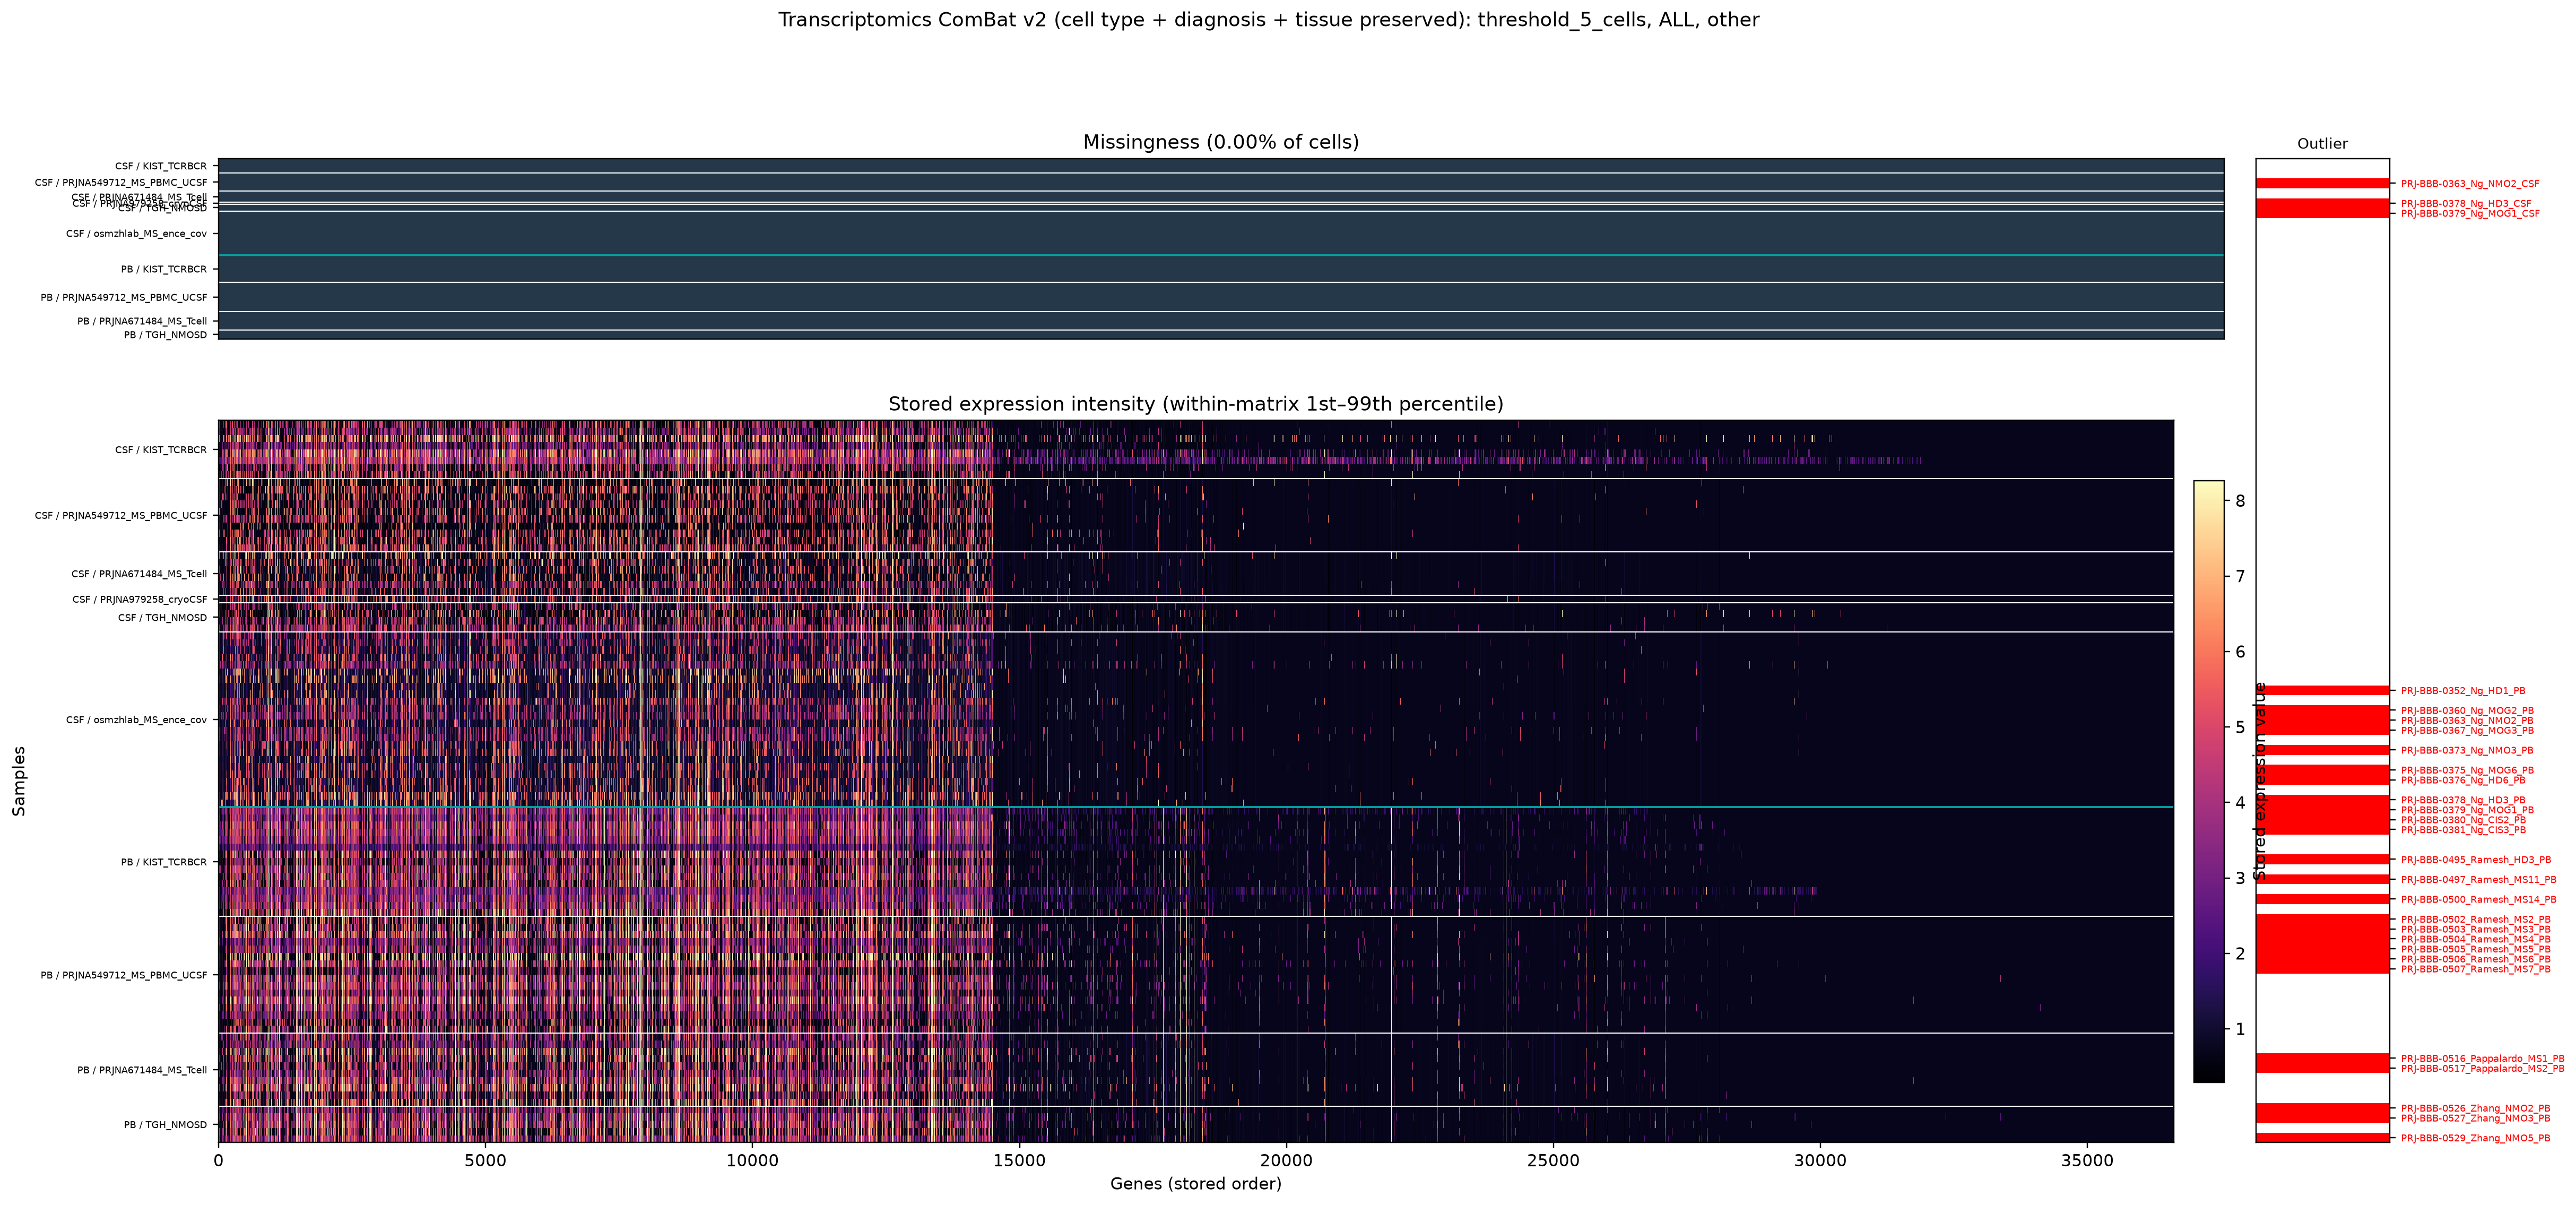 Transcriptomics ComBat v2 (cell type + diagnosis + tissue preserved): threshold_5_cells, ALL, other
Missingness (0.00% of cells)
CSF / KIST_TCRBCR
CSF / PRJNA549712_MS_PBMC_UCSF
CSF / PRJNA671484_MS_Tcell
CSF / PRJNA979258_cryoCSF
CSF / TGH_NMOSD
CSF / osmzhlab_MS_ence_cov
PB / KIST_TCRBCR
PB / PRJNA549712_MS_PBMC_UCSF
PB / PRJNA671484_MS_Tcell
PB / TGH_NMOSD
Stored expression intensity (within-matrix 1st–99th percentile)
Samples
CSF / KIST_TCRBCR
CSF / PRJNA549712_MS_PBMC_UCSF
CSF / PRJNA671484_MS_Tcell
CSF / PRJNA979258_cryoCSF
CSF / TGH_NMOSD
CSF / osmzhlab_MS_ence_cov
PB / KIST_TCRBCR
PB / PRJNA549712_MS_PBMC_UCSF
PB / PRJNA671484_MS_Tcell
PB / TGH_NMOSD
0 5000 10000 15000 20000 25000 30000 35000
Genes (stored order)
8
7
6
5
4
3
2
1
Stored expression value
Outlier
PRJ-BBB-0363_Ng_NMO2_CSF
PRJ-BBB-0378_Ng_HD3_CSF
PRJ-BBB-0379_Ng_MOG1_CSF
PRJ-BBB-0352_Ng_HD1_PB
PRJ-BBB-0360_Ng_MOG2_PB
PRJ-BBB-0363_Ng_NMO2_PB
PRJ-BBB-0367_Ng_MOG3_PB
PRJ-BBB-0373_Ng_NMO3_PB
PRJ-BBB-0375_Ng_MOG6_PB
PRJ-BBB-0376_Ng_HD6_PB
PRJ-BBB-0378_Ng_HD3_PB
PRJ-BBB-0379_Ng_MOG1_PB
PRJ-BBB-0380_Ng_CIS2_PB
PRJ-BBB-0381_Ng_CIS3_PB
PRJ-BBB-0495_Ramesh_HD3_PB
PRJ-BBB-0497_Ramesh_MS11_PB
PRJ-BBB-0500_Ramesh_MS14_PB
PRJ-BBB-0502_Ramesh_MS2_PB
PRJ-BBB-0503_Ramesh_MS3_PB
PRJ-BBB-0504_Ramesh_MS4_PB
PRJ-BBB-0505_Ramesh_MS5_PB
PRJ-BBB-0506_Ramesh_MS6_PB
PRJ-BBB-0507_Ramesh_MS7_PB
PRJ-BBB-0516_Pappalardo_MS1_PB
PRJ-BBB-0517_Pappalardo_MS2_PB
PRJ-BBB-0526_Zhang_NMO2_PB
PRJ-BBB-0527_Zhang_NMO3_PB
PRJ-BBB-0529_Zhang_NMO5_PB